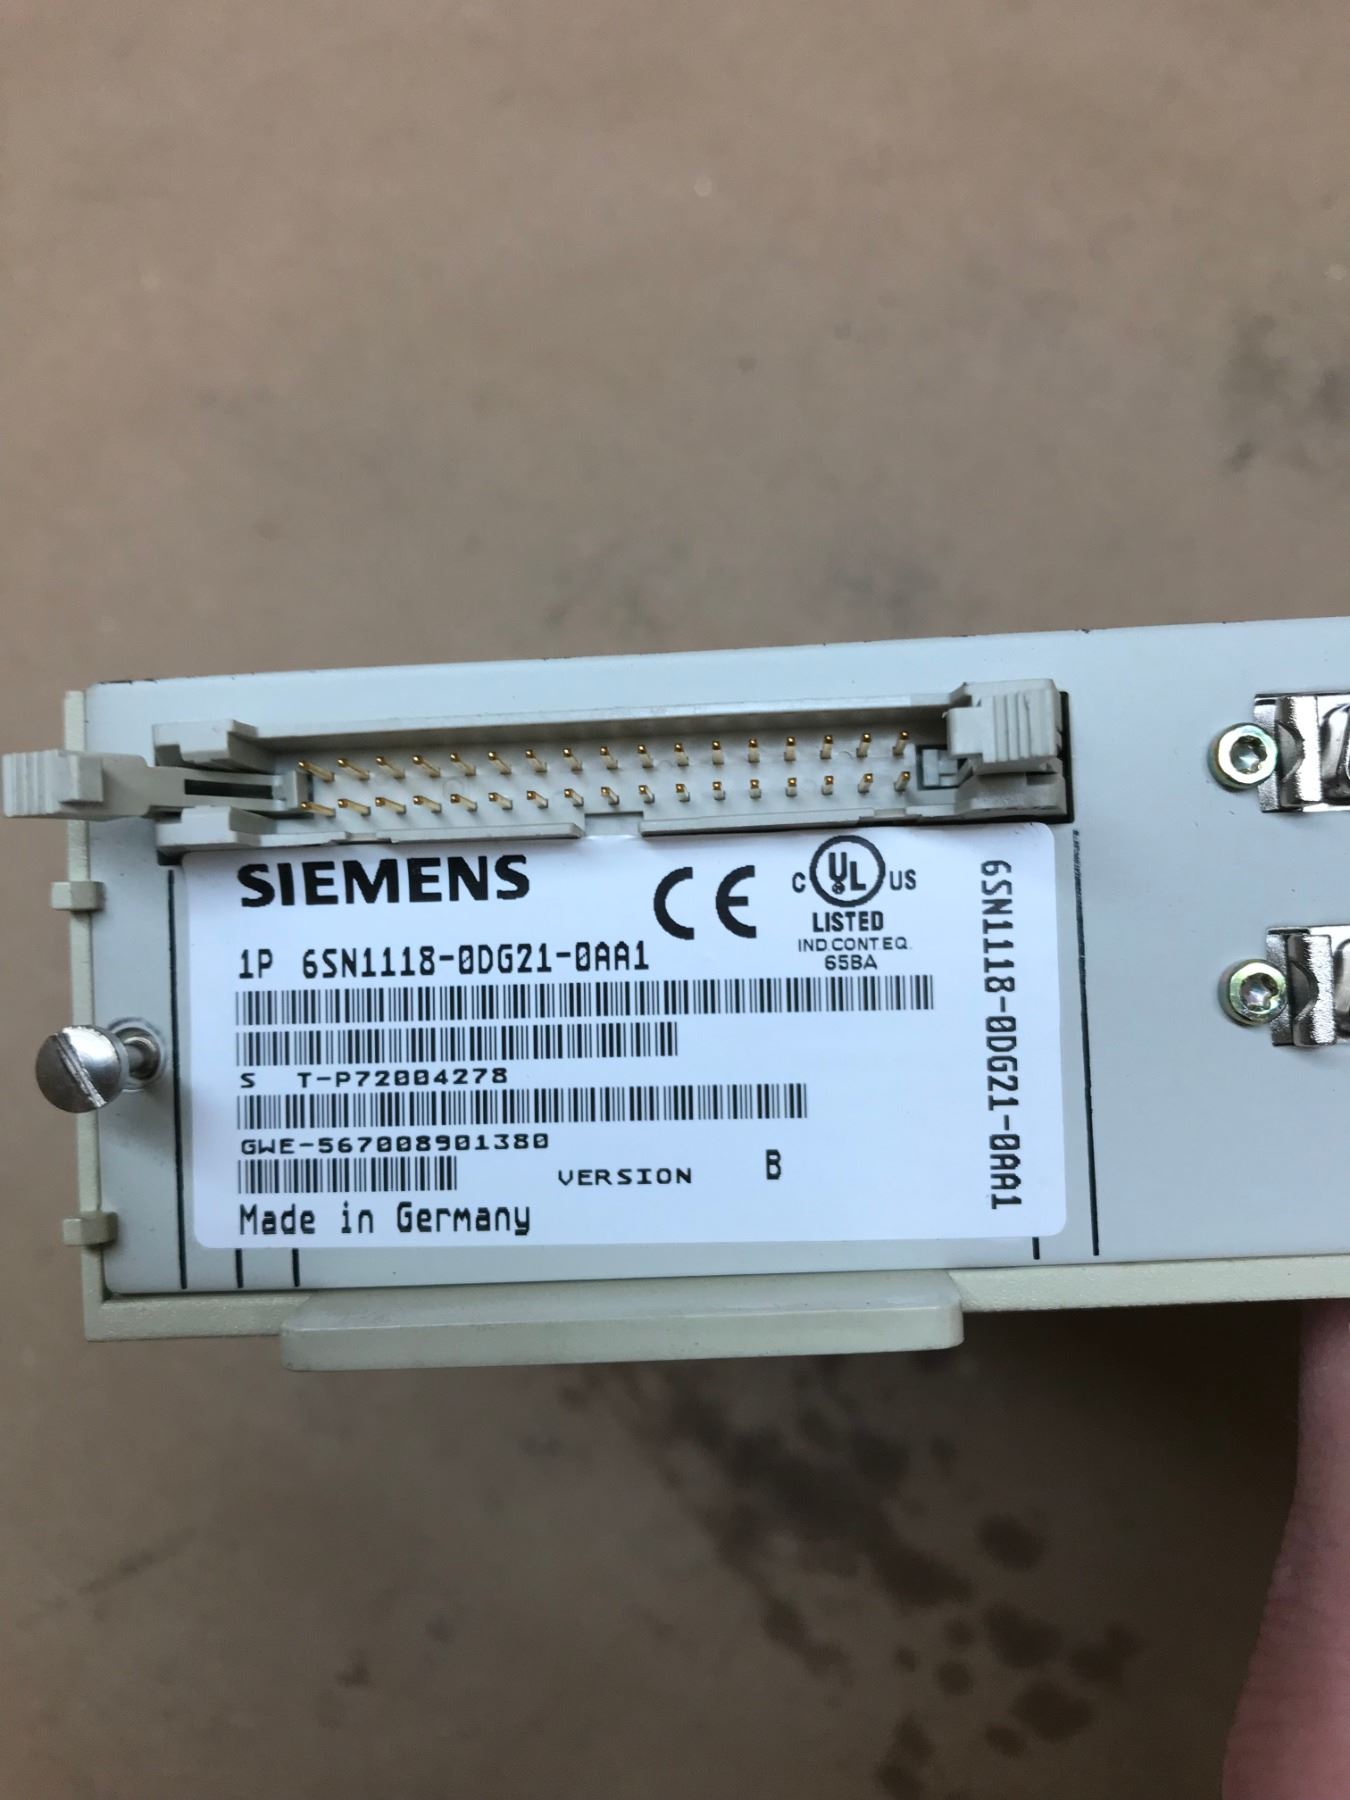 SIEMENS
C UL US
LISTED
IND.CONT.EQ.
65BA
1P 6SN1118-0DG21-0AA1
S T-P72004278
GWE-567008901380
VERSION B
Made in Germany
6SN1118-0DG21-0AA1